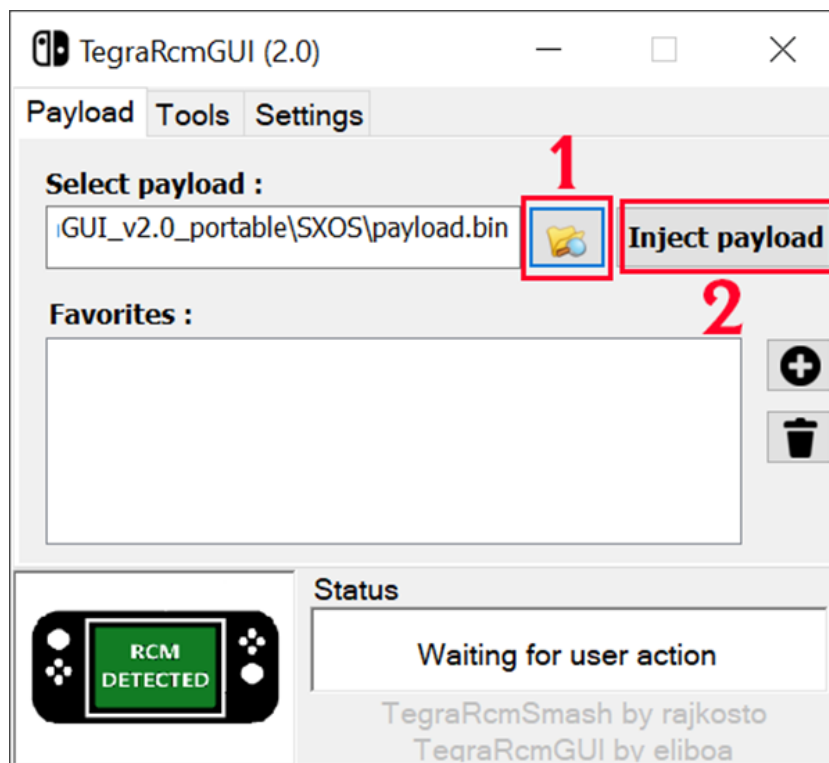 TegraRcmGUI (2.0)
Payload Tools Settings
1
Select payload :
GUI_v2.0_portable\SXOS\payload.bin
Inject payload
2
Favorites :
Status
RCM
DETECTED
Waiting for user action
TegraRcmSmash by rajkosto
TegraRcmGUI by eliboa